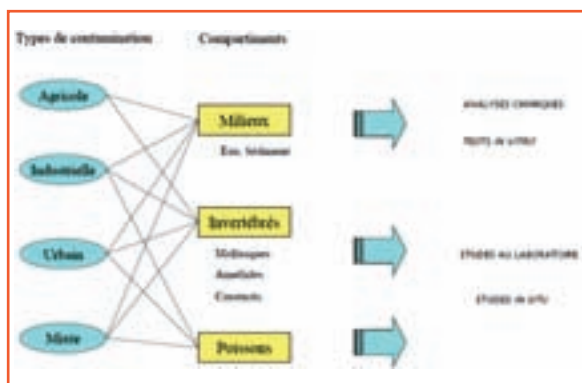 Types de contamination
Compartiments
Agricole
Industrielle
Urbain
Mixte
Milieux
Eau, Sédiment
Invertébrés
Mollusques
Annélides
Crustacés
Poissons
ANALYSES CHIMIQUES
TESTS IN VITRO
ETUDES AU LABORATOIRE
ETUDES IN SITU